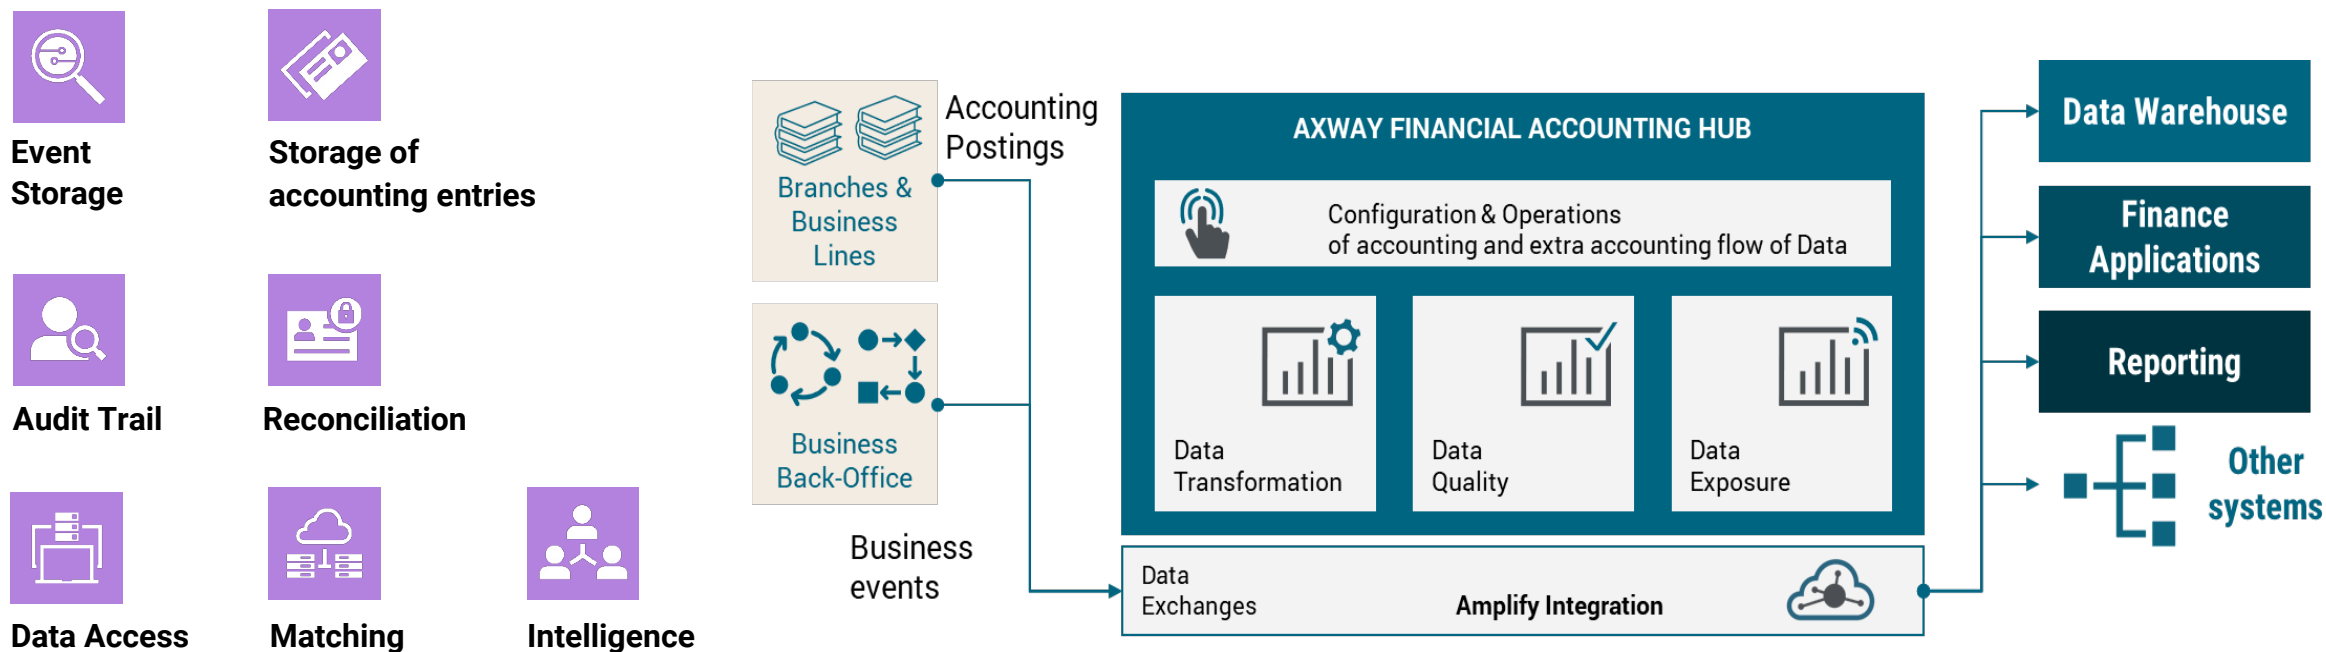 Event
Storage
Storage of
accounting entries
Audit Trail
Reconciliation
Data Access
Matching
Intelligence
Branches &
Business
Lines
Accounting
Postings
Business
Back-Office
Business
events
AXWAY FINANCIAL ACCOUNTING HUB
Configuration & Operations
of accounting and extra accounting flow of Data
Data
Transformation
Data
Quality
Data
Exposure
Data
Exchanges
Amplify Integration
Data Warehouse
Finance
Applications
Reporting
Other
systems